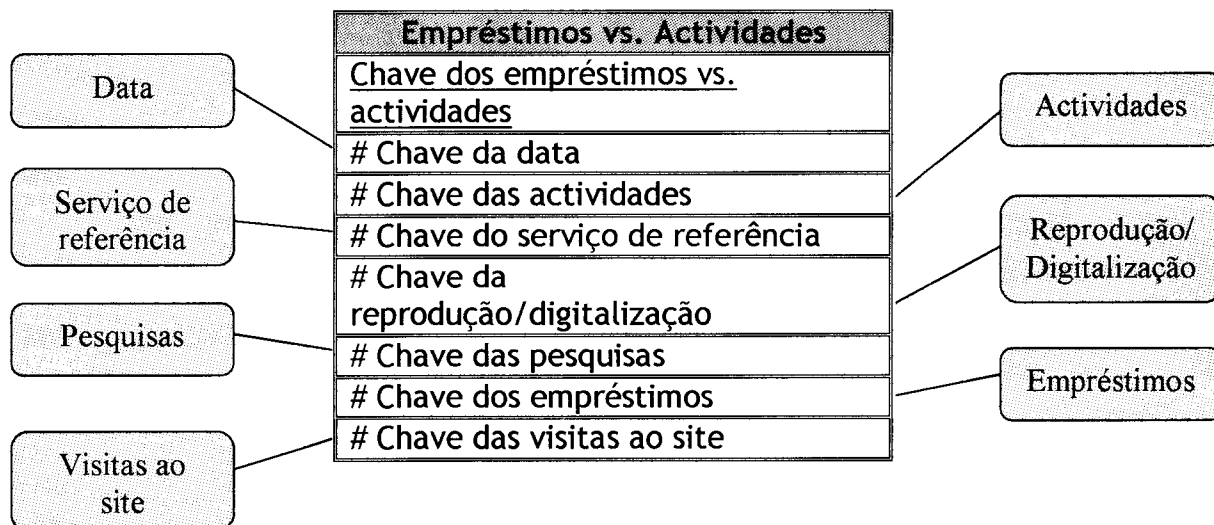 Empréstimos vs. Actividades
Chave dos empréstimos vs.
actividades
# Chave da data
# Chave das actividades
# Chave do serviço de referência
# Chave da
reprodução/digitalização
# Chave das pesquisas
# Chave dos empréstimos
# Chave das visitas ao site
Data
Serviço de
referência
Pesquisas
Visitas ao
site
Actividades
Reprodução/
Digitalização
Empréstimos